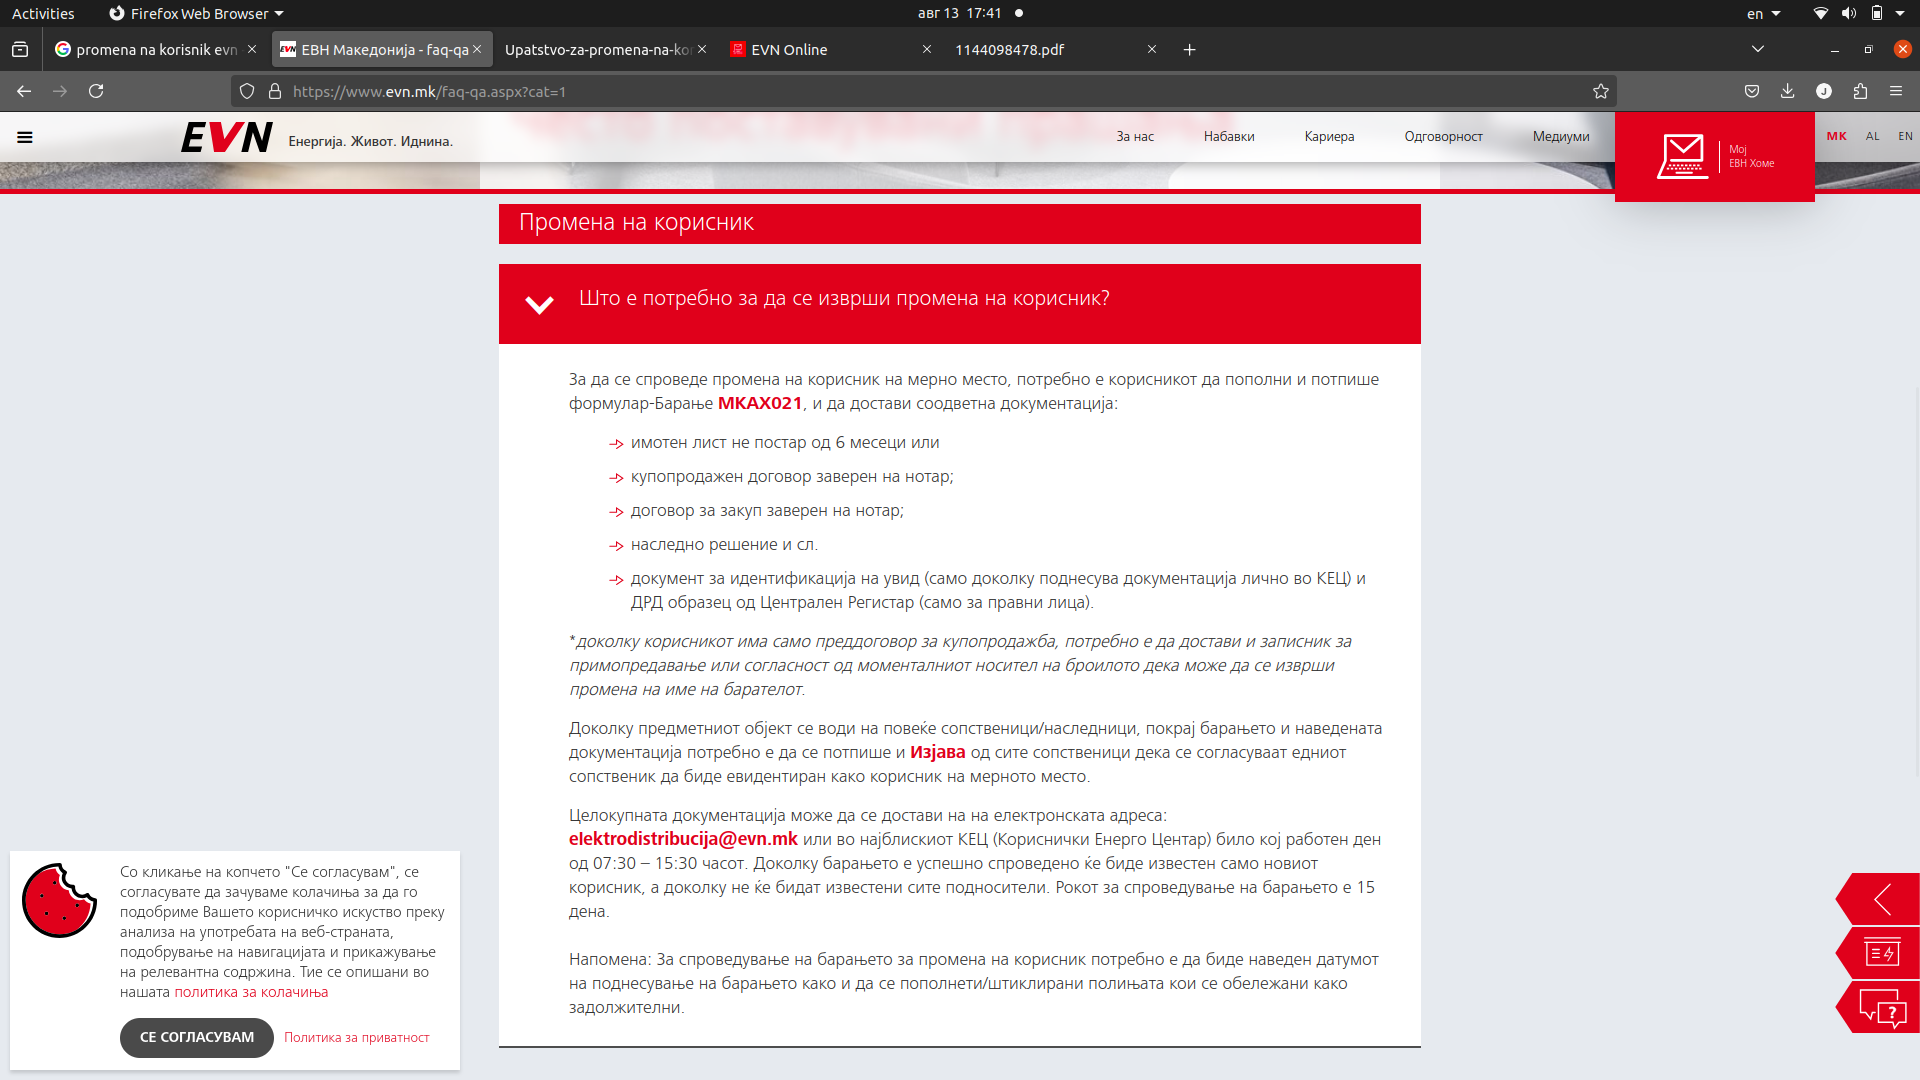 Activities
Firefox Web Browser
авг 13 17:41
en
promena na korisnik evn
ЕВН Македонија - faq-qa
Upatstvo-za-promena-na-ko
EVN Online
1144098478.pdf
https://www.evn.mk/faq-qa.aspx?cat=1
J
EVN
Енергија. Живот. Иднина.
За нас
Набавки
Кариера
Одговорност
Медиуми
Мој
ЕВН Хоме
МК
AL
EN
Промена на корисник
Што е потребно за да се изврши промена на корисник?
За да се спроведе промена на корисник на мерно место, потребно е корисникот да пополни и потпише
формулар-Барање MKAX021, и да достави соодветна документација:
имотен лист не постар од 6 месеци или
купопродажен договор заверен на нотар;
договор за закуп заверен на нотар;
наследно решение и сл.
документ за идентификација на увид (само доколку поднесува документација лично во КЕЦ) и
ДРД образец од Централен Регистар (само за правни лица).
*доколку корисникот има само преддоговор за купопродажба, потребно е да достави и записник за
примопредавање или согласност од моменталниот носител на броилото дека може да се изврши
промена на име на барателот.
Доколку предметниот објект се води на повеќе сопственици/наследници, покрај барањето и наведената
документација потребно е да се потпише и Изјава од сите сопственици дека се согласуваат едниот
сопственик да биде евидентиран како корисник на мерното место.
Целокупната документација може да се достави на на електронската адреса:
elektrodistribucija@evn.mk или во најблискиот КЕЦ (Кориснички Енерго Центар) било кој работен ден
од 07:30 – 15:30 часот. Доколку барањето е успешно спроведено ќе биде известен само новиот
корисник, а доколку не ќе бидат известени сите подносители. Рокот за спроведување на барањето е 15
дена.
Напомена: За спроведување на барањето за промена на корисник потребно е да биде наведен датумот
на поднесување на барањето како и да се пополнети/штиклирани полињата кои се обележани како
задолжителни.
Со кликање на копчето "Се согласувам", се
согласувате да зачуваме колачиња за да го
подобриме Вашето корисничко искуство преку
анализа на употребата на веб-страната,
подобрување на навигацијата и прикажување
на релевантна содржина. Тие се опишани во
нашата политика за колачиња
СЕ СОГЛАСУВАМ
Политика за приватност